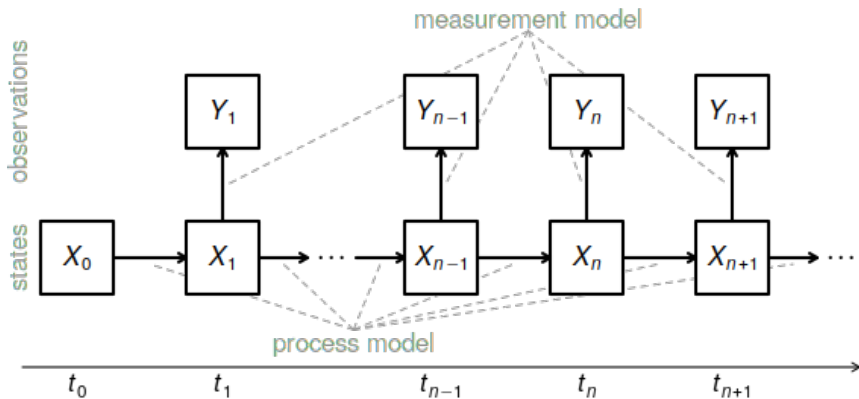 measurement model
observations
Y₁ Yₙ₋₁ Yₙ Yₙ₊₁
states
X₀ X₁ ··· Xₙ₋₁ Xₙ Xₙ₊₁ ···
process model
t₀ t₁ tₙ₋₁ tₙ tₙ₊₁